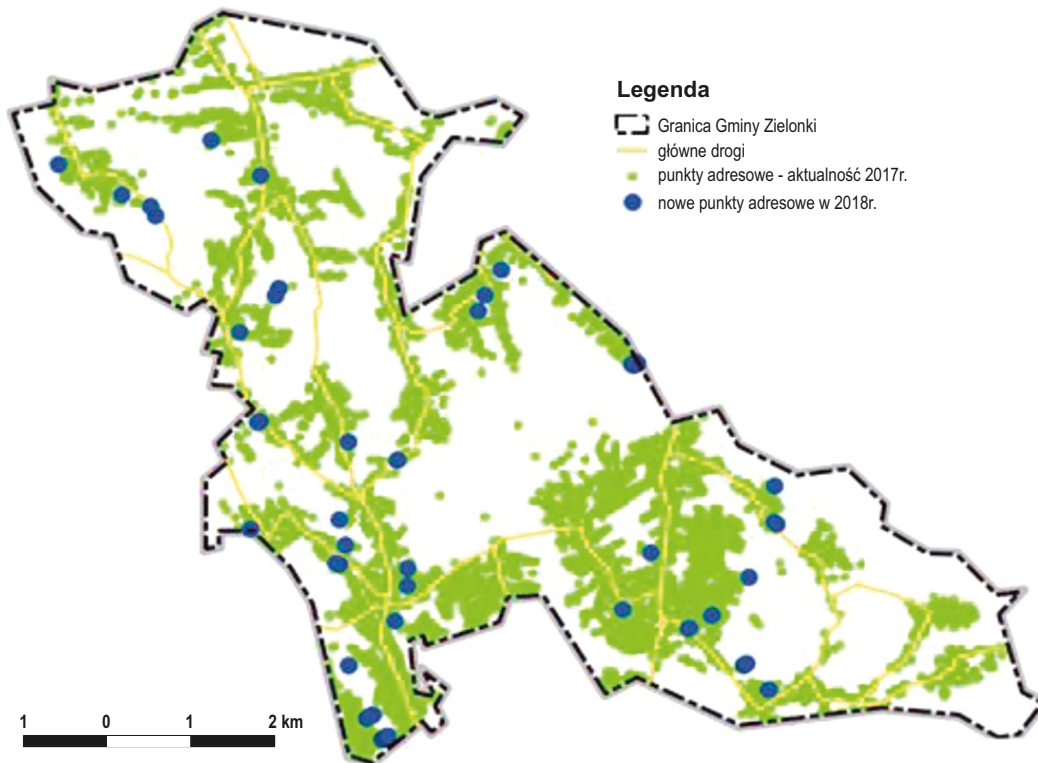 Legenda
Granica Gminy Zielonki
główne drogi
punkty adresowe - aktualność 2017r.
nowe punkty adresowe w 2018r.
1 0 1 2 km